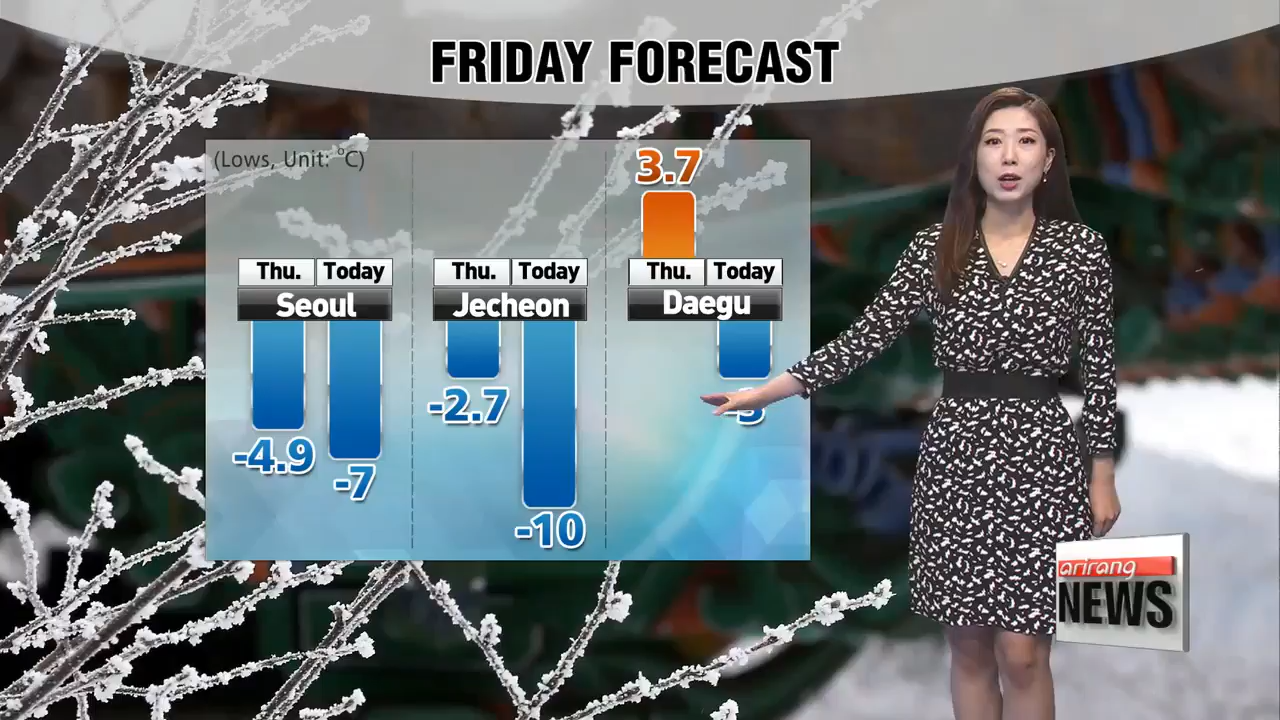 FRIDAY FORECAST
(Lows, Unit: °C)
3.7
Thu. Today
Seoul
-4.9
-7
Thu. Today
Jecheon
-2.7
-10
Thu. Today
Daegu
arirang
NEWS